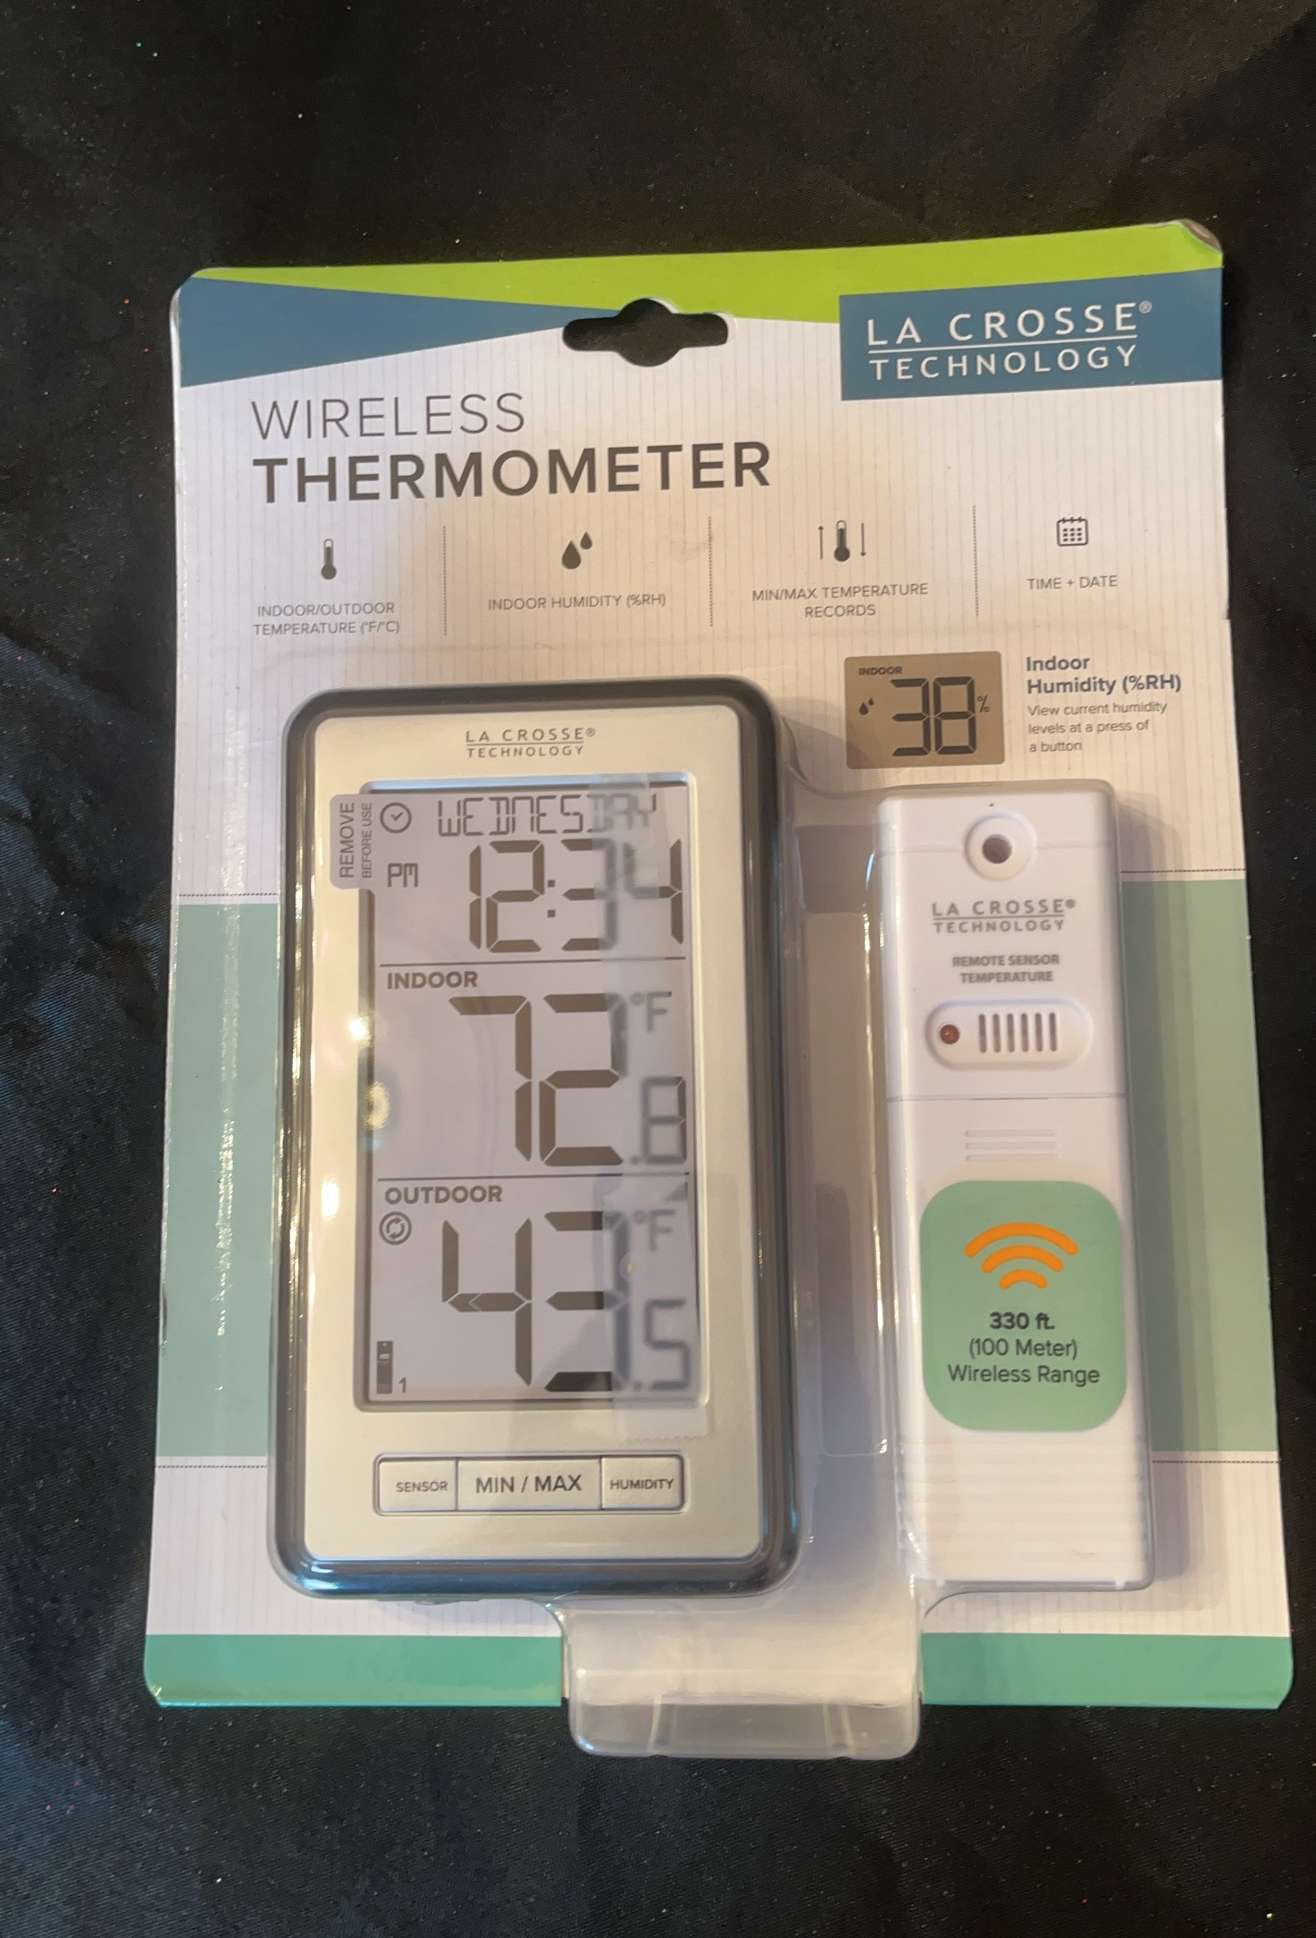 LA CROSSE®
TECHNOLOGY
WIRELESS
THERMOMETER
INDOOR/OUTDOOR
TEMPERATURE (°F/°C)
INDOOR HUMIDITY (%RH)
MIN/MAX TEMPERATURE
RECORDS
TIME + DATE
INDOOR
38%
Indoor
Humidity (%RH)
View current humidity
levels at a press of
a button
LA CROSSE®
TECHNOLOGY
REMOVE
BEFORE USE
WEDNESDAY
PM 12:34
INDOOR
72.8 °F
OUTDOOR
43.5 °F
1
SENSOR MIN / MAX HUMIDITY
LA CROSSE®
TECHNOLOGY
REMOTE SENSOR
TEMPERATURE
330 ft.
(100 Meter)
Wireless Range